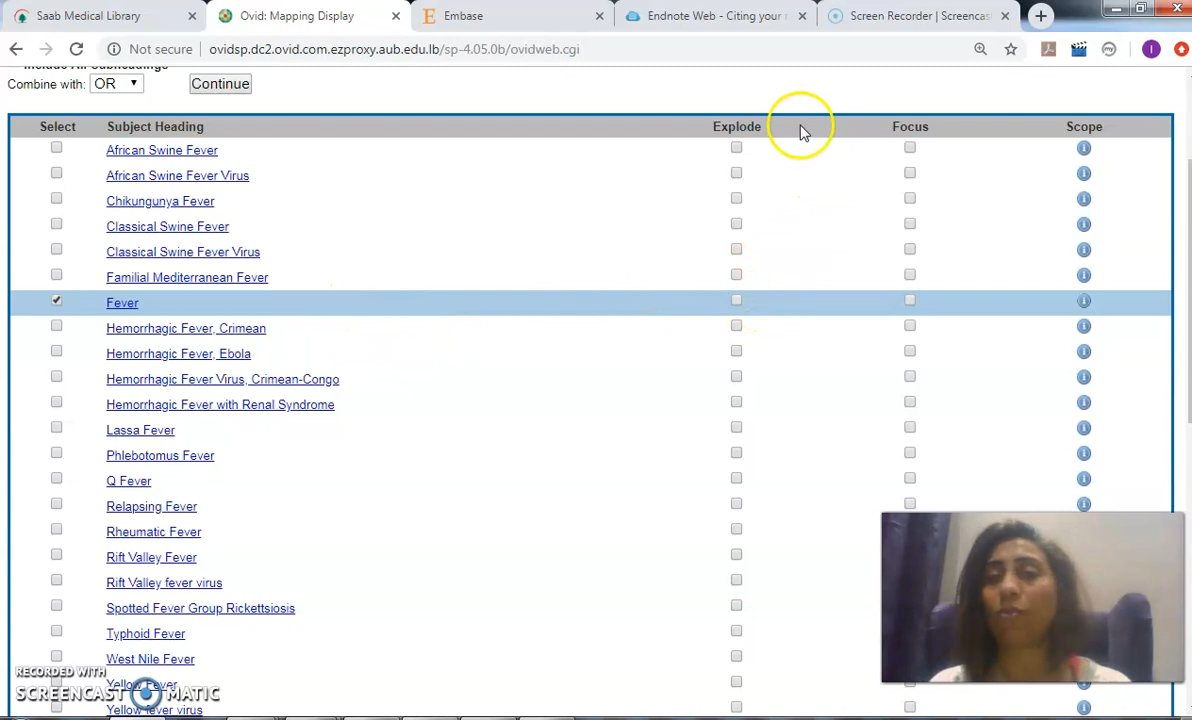 Saab Medical Library
Ovid: Mapping Display
Embase
Endnote Web - Citing your r
Screen Recorder | Screencast
Not secure
ovidsp.dc2.ovid.com.ezproxy.aub.edu.lb/sp-4.05.0b/ovidweb.cgi
Include All Subheadings
Combine with: OR Continue
Select Subject Heading Explode Focus Scope
African Swine Fever
African Swine Fever Virus
Chikungunya Fever
Classical Swine Fever
Classical Swine Fever Virus
Familial Mediterranean Fever
Fever
Hemorrhagic Fever, Crimean
Hemorrhagic Fever, Ebola
Hemorrhagic Fever Virus, Crimean-Congo
Hemorrhagic Fever with Renal Syndrome
Lassa Fever
Phlebotomus Fever
Q Fever
Relapsing Fever
Rheumatic Fever
Rift Valley Fever
Rift Valley fever virus
Spotted Fever Group Rickettsiosis
Typhoid Fever
West Nile Fever
Yellow Fever
Yellow fever virus
RECORDED WITH
SCREENCAST MATIC